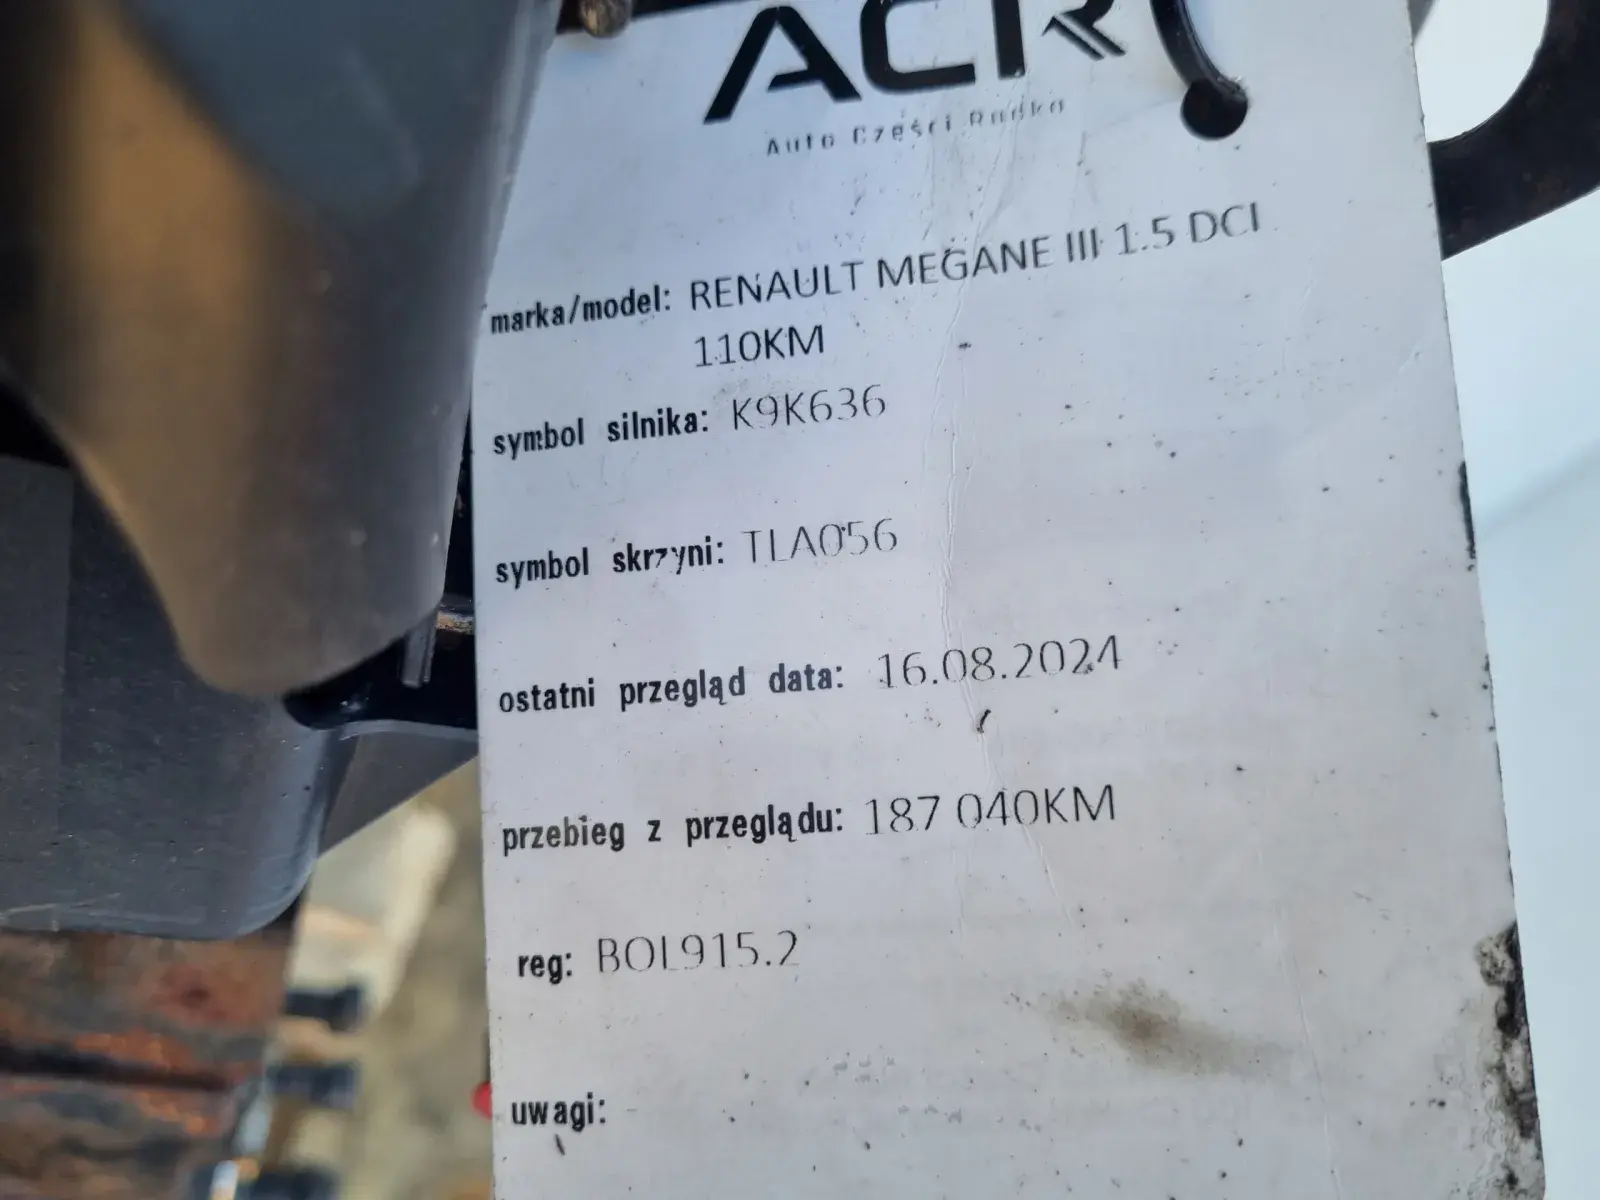 ACR
Auto Części Radko
marka/model: RENAULT MEGANE III 1.5 DCI
110KM
symbol silnika: K9K636
symbol skrzyni: TLA056
ostatni przegląd data: 16.08.2024
przebieg z przeglądu: 187 040KM
reg: BOL915.2
uwagi: